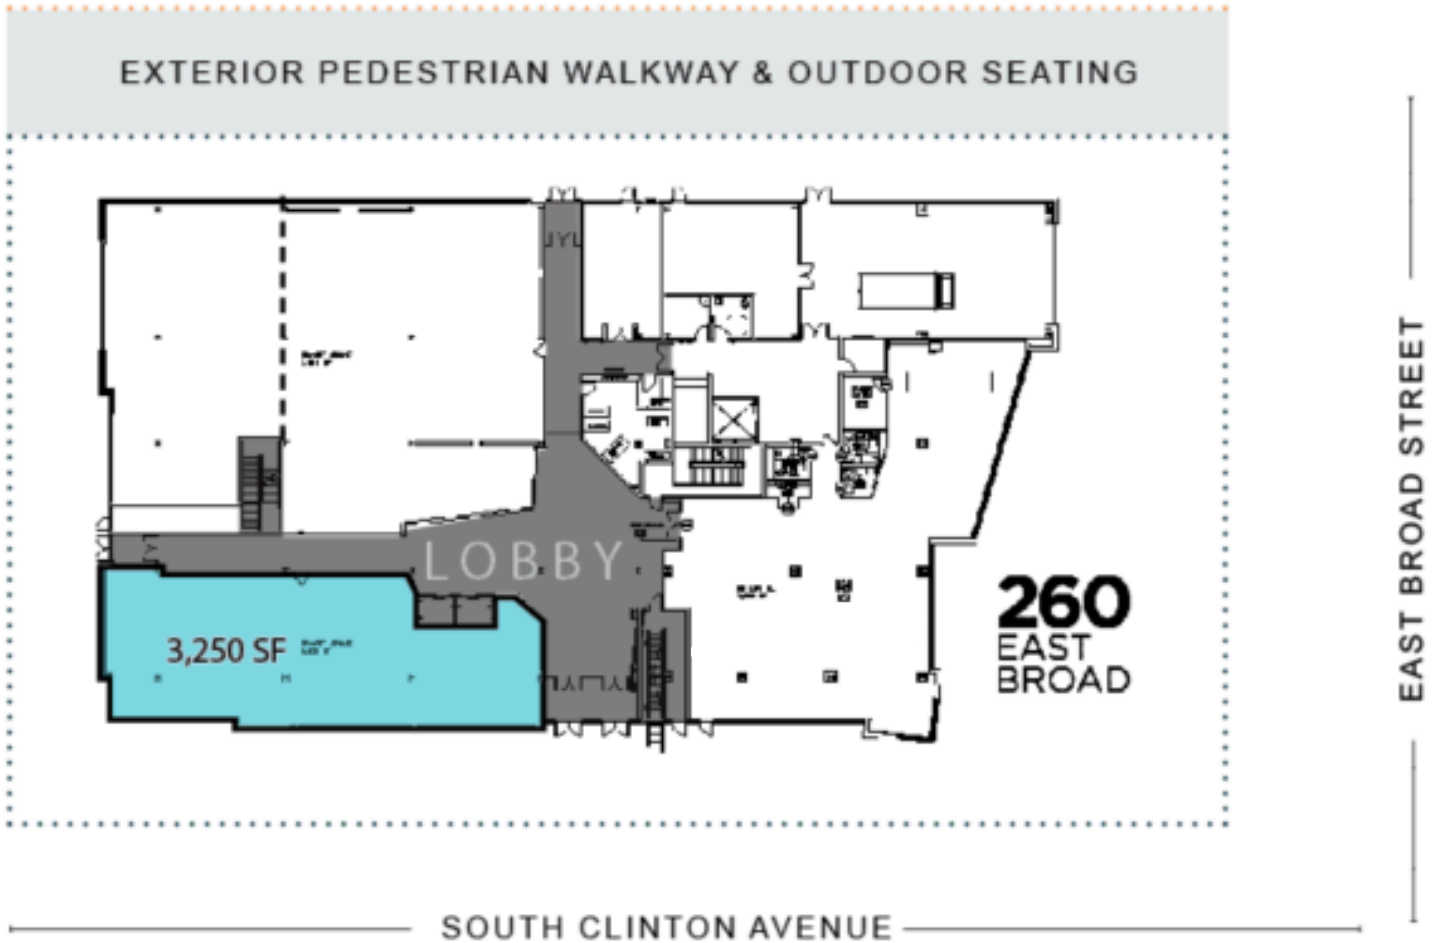 EXTERIOR PEDESTRIAN WALKWAY & OUTDOOR SEATING
LOBBY
3,250 SF
260
EAST
BROAD
EAST BROAD STREET
SOUTH CLINTON AVENUE